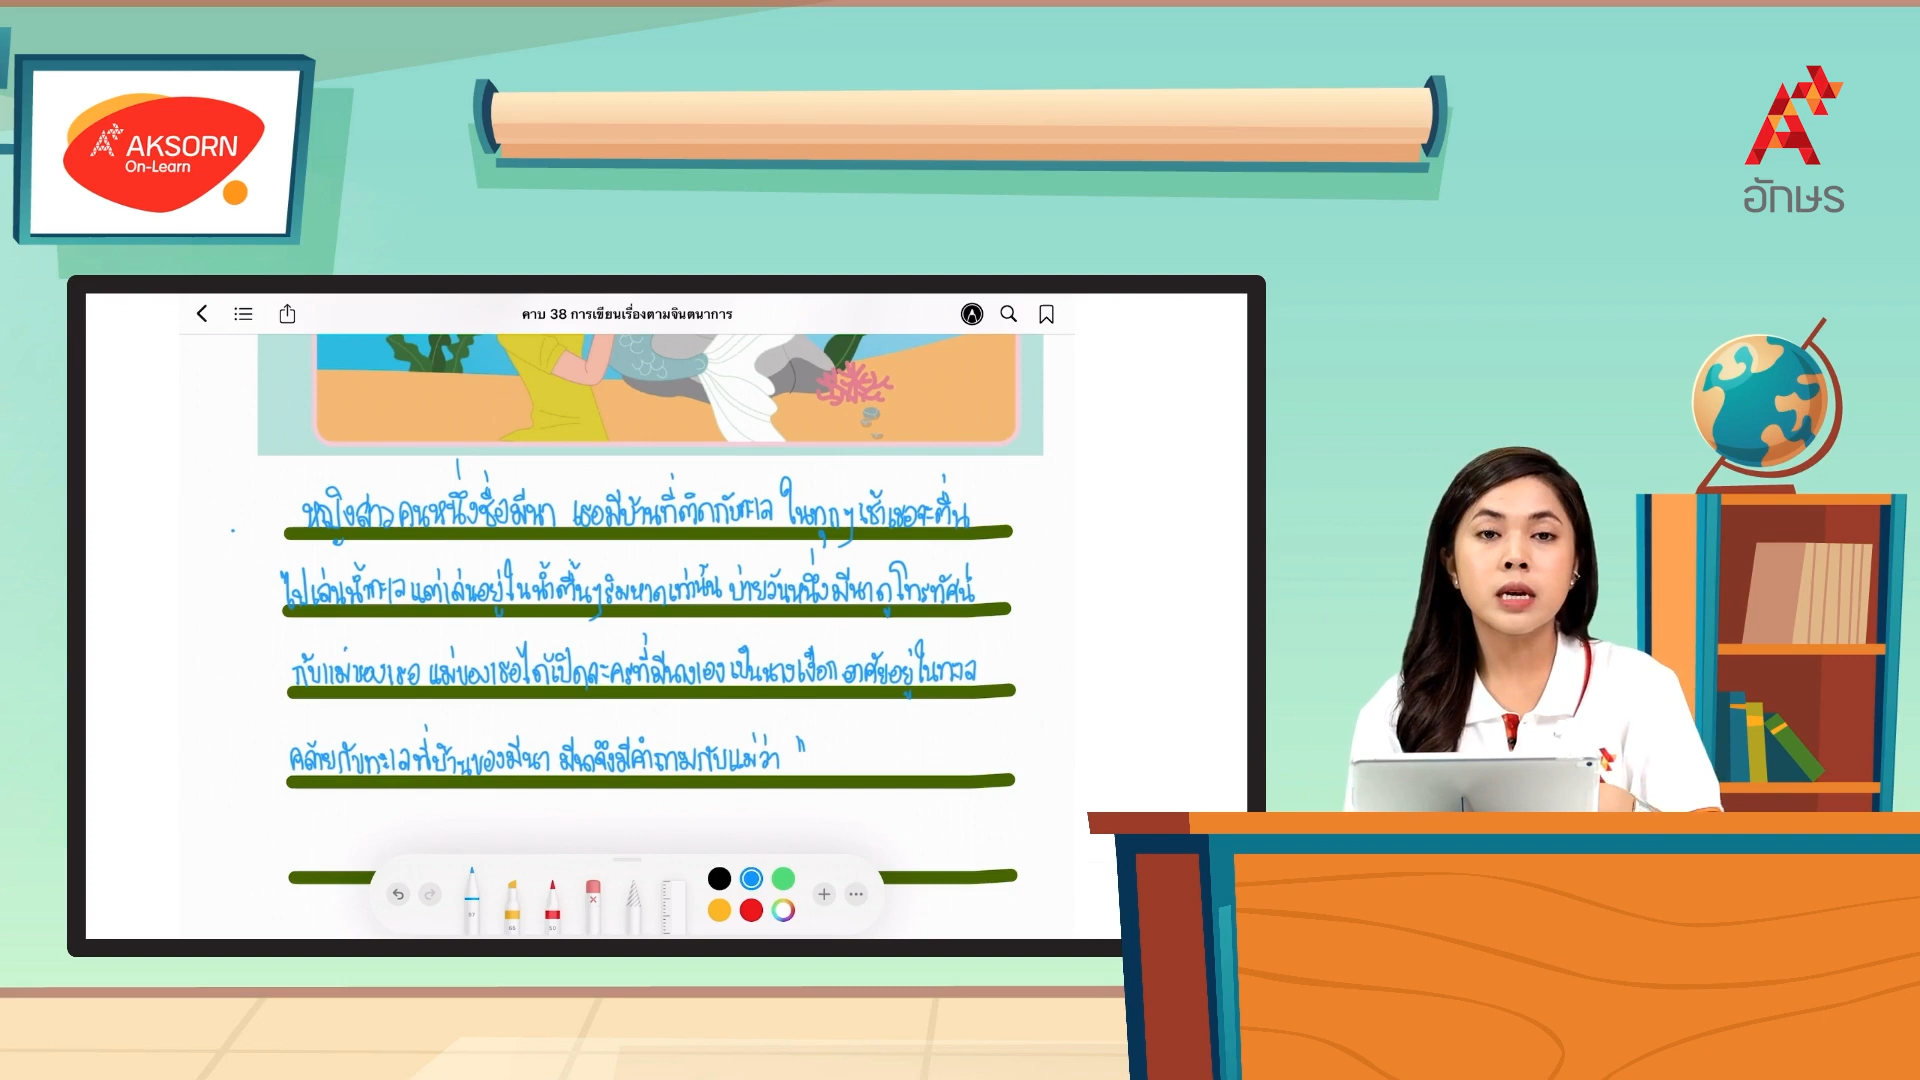 AKSORN
On-Learn
อักษร
คาบ 38 การเขียนเรื่องตามจินตนาการ
หญิงสาวคนหนึ่งชื่อมีนา เธอมีบ้านที่ติดกับทะเล ในทุกๆ เช้าเธอจะตื่น
ไปเล่นน้ำทะเล แต่เล่นอยู่ในน้ำตื้นๆ ริมหาดเท่านั้น บ่ายวันหนึ่งมีนาดูโทรทัศน์
กับแม่ของเธอ แม่ของเธอได้เปิดละครที่มีนางเอกเป็นนางเงือก อาศัยอยู่ในทะเล
คล้ายกับทะเลที่บ้านของมีนา มีนาจึงมีคำถามกับแม่ว่า "